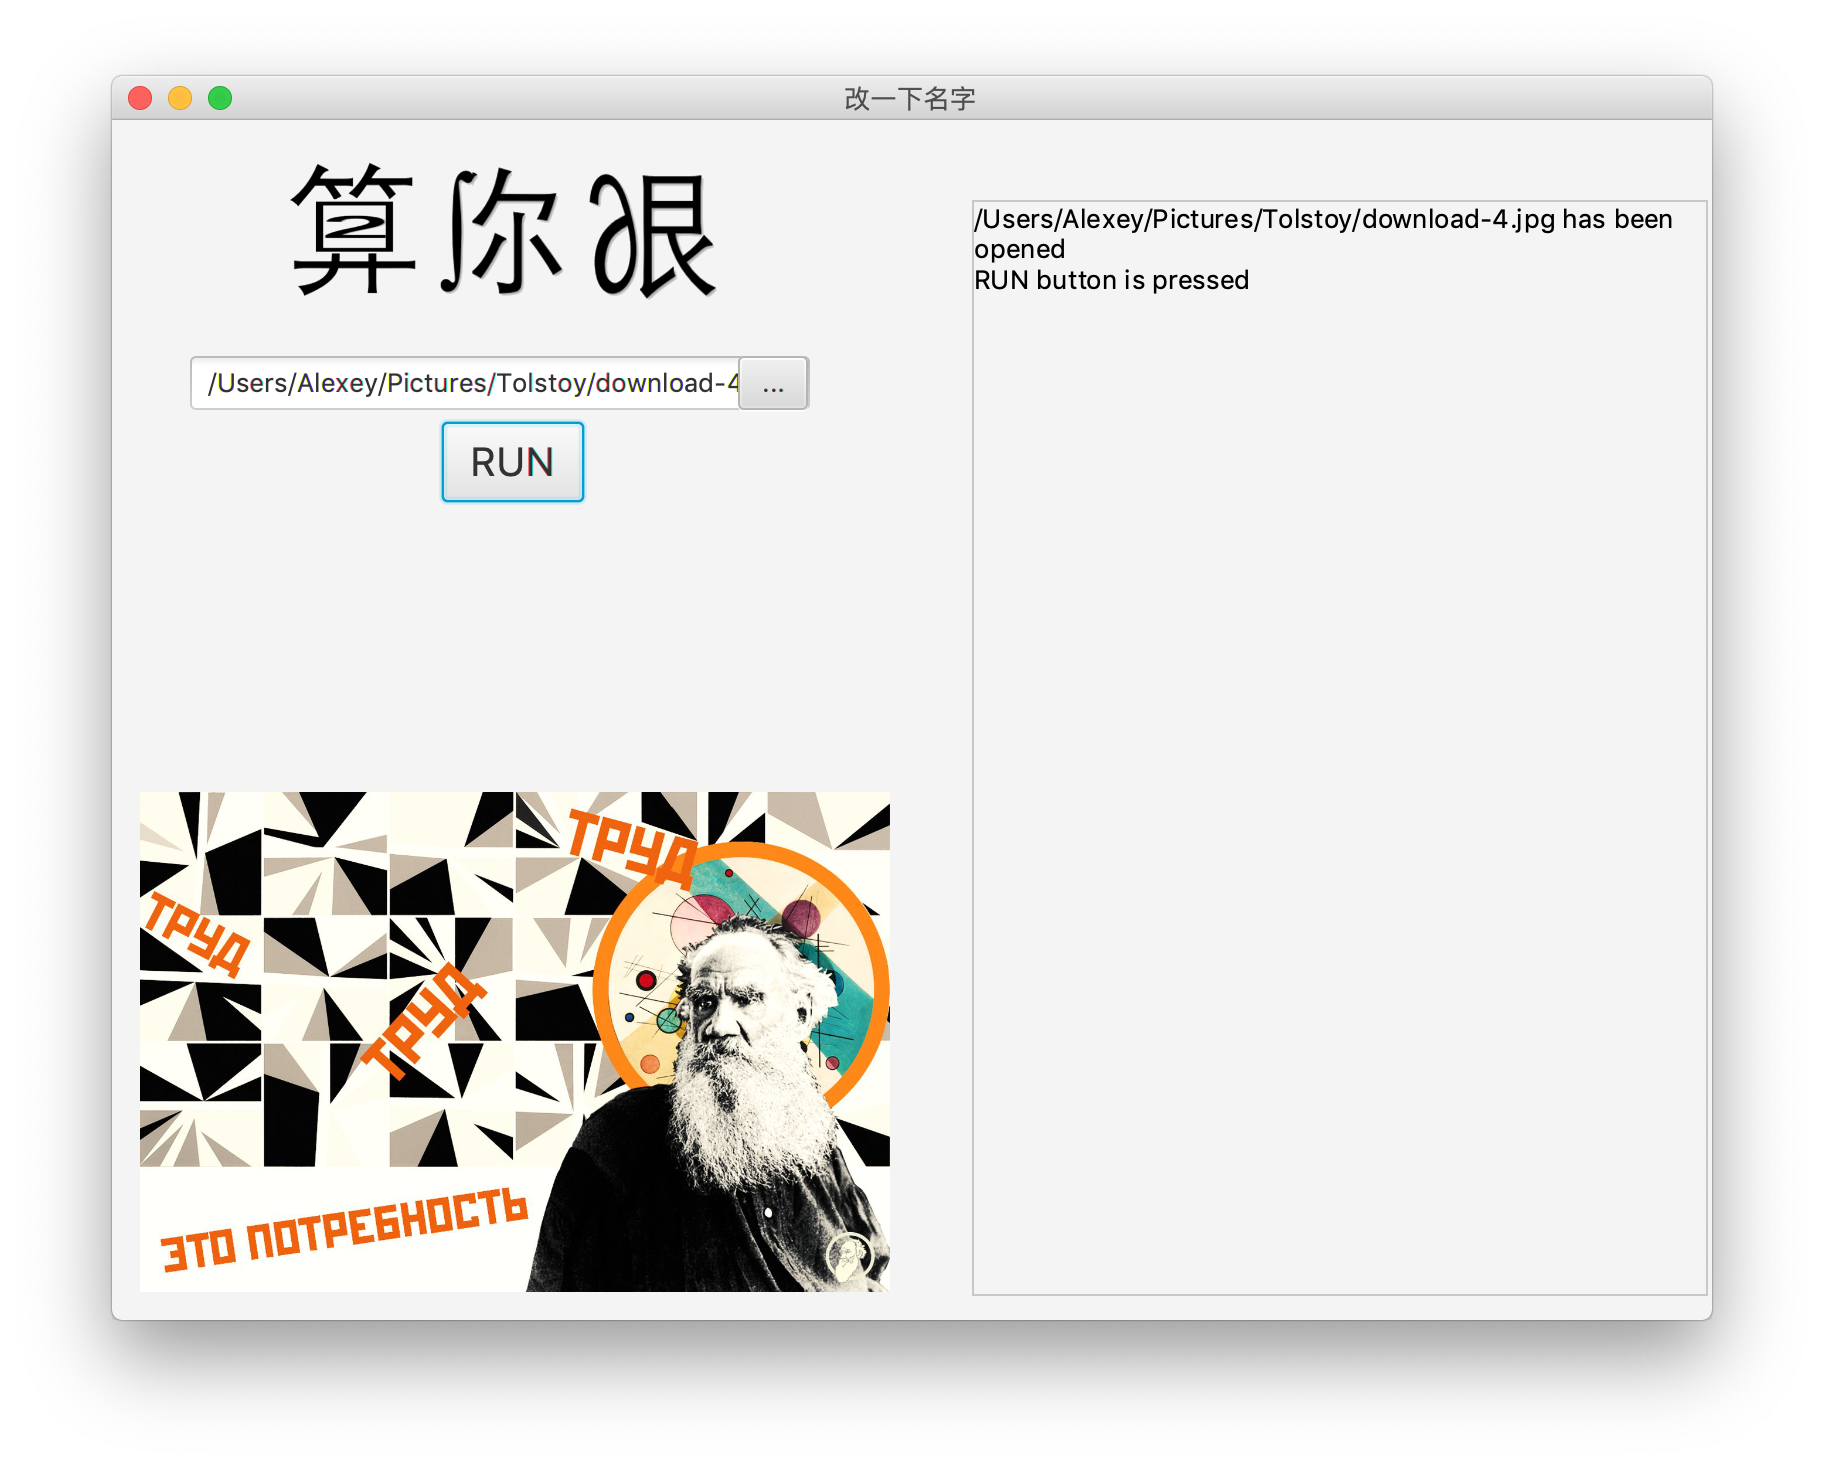 改一下名字
算你狠
/Users/Alexey/Pictures/Tolstoy/download-4
...
RUN
/Users/Alexey/Pictures/Tolstoy/download-4.jpg has been
opened
RUN button is pressed
ТРУД
ТРУД
ТРУД
ЭТО ПОТРЕБНОСТЬ